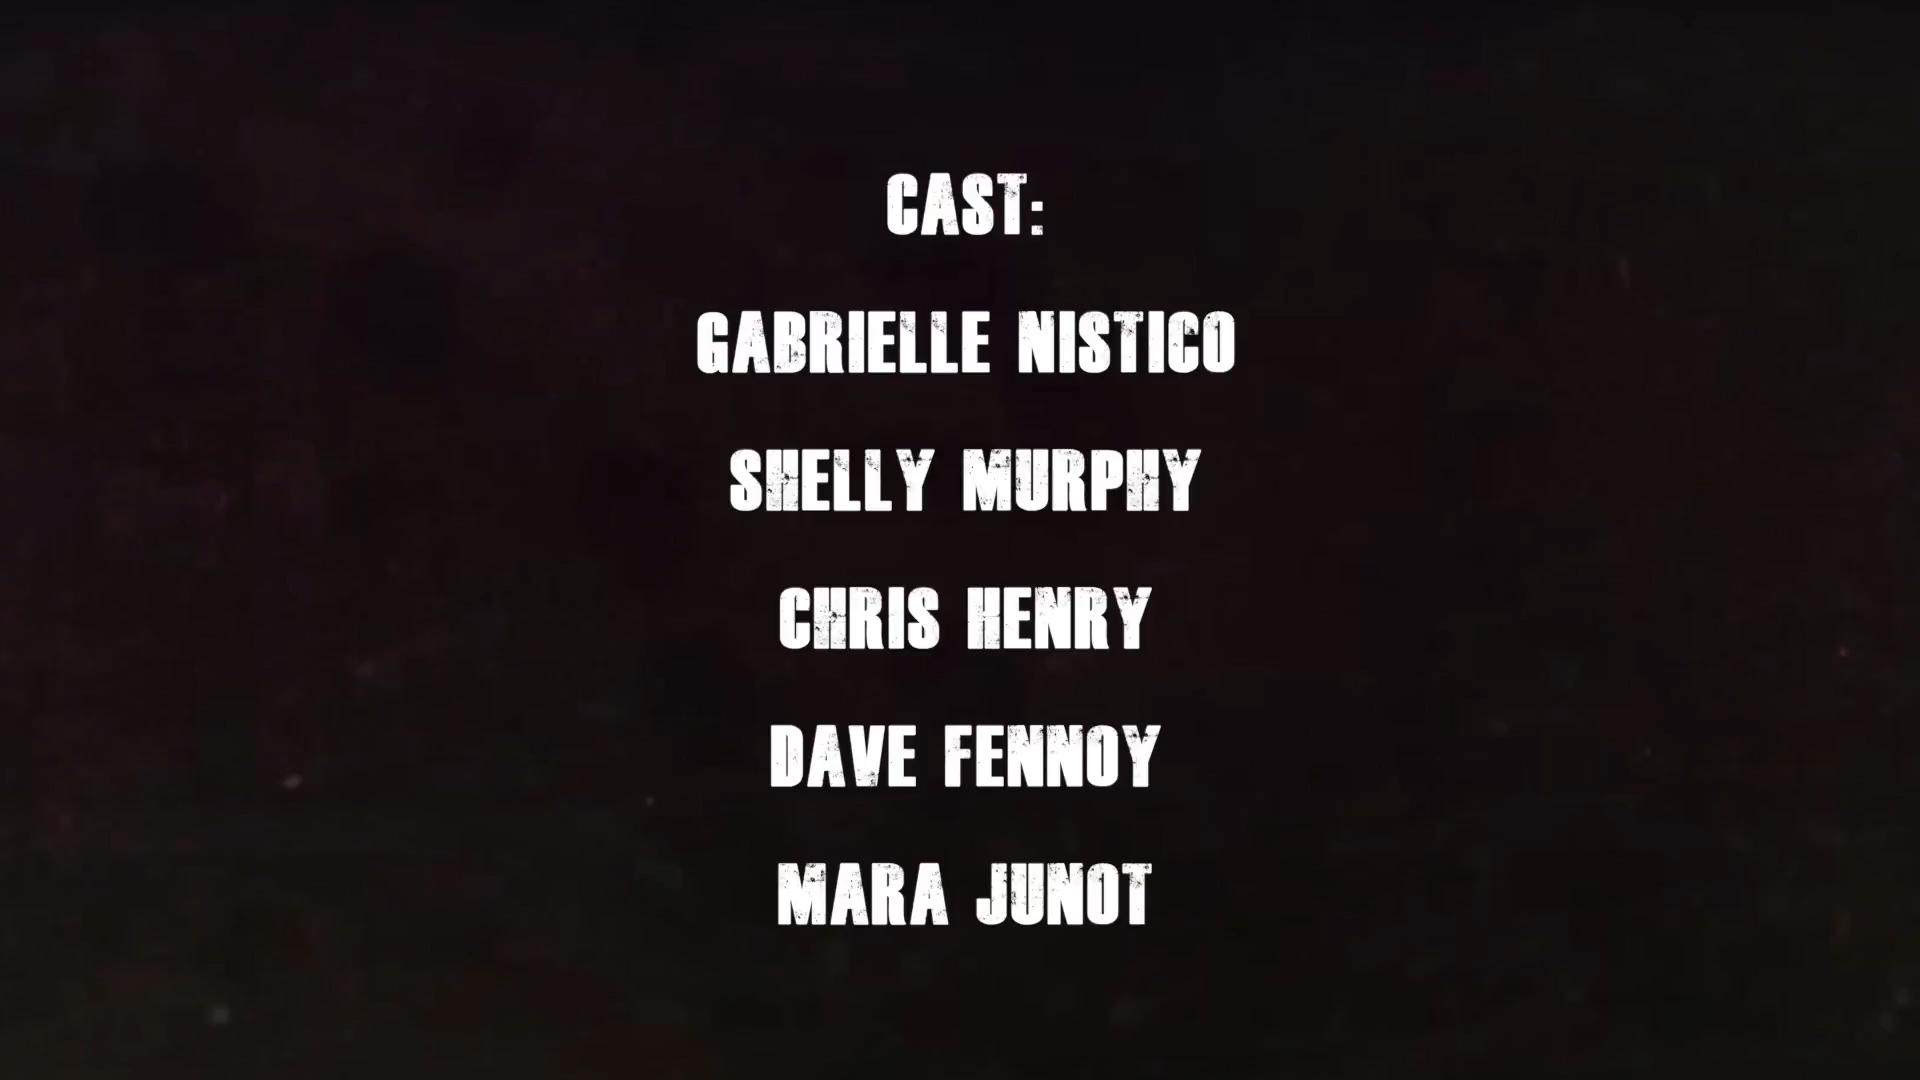 CAST:
GABRIELLE NISTICO
SHELLY MURPHY
CHRIS HENRY
DAVE FENNOY
MARA JUNOT